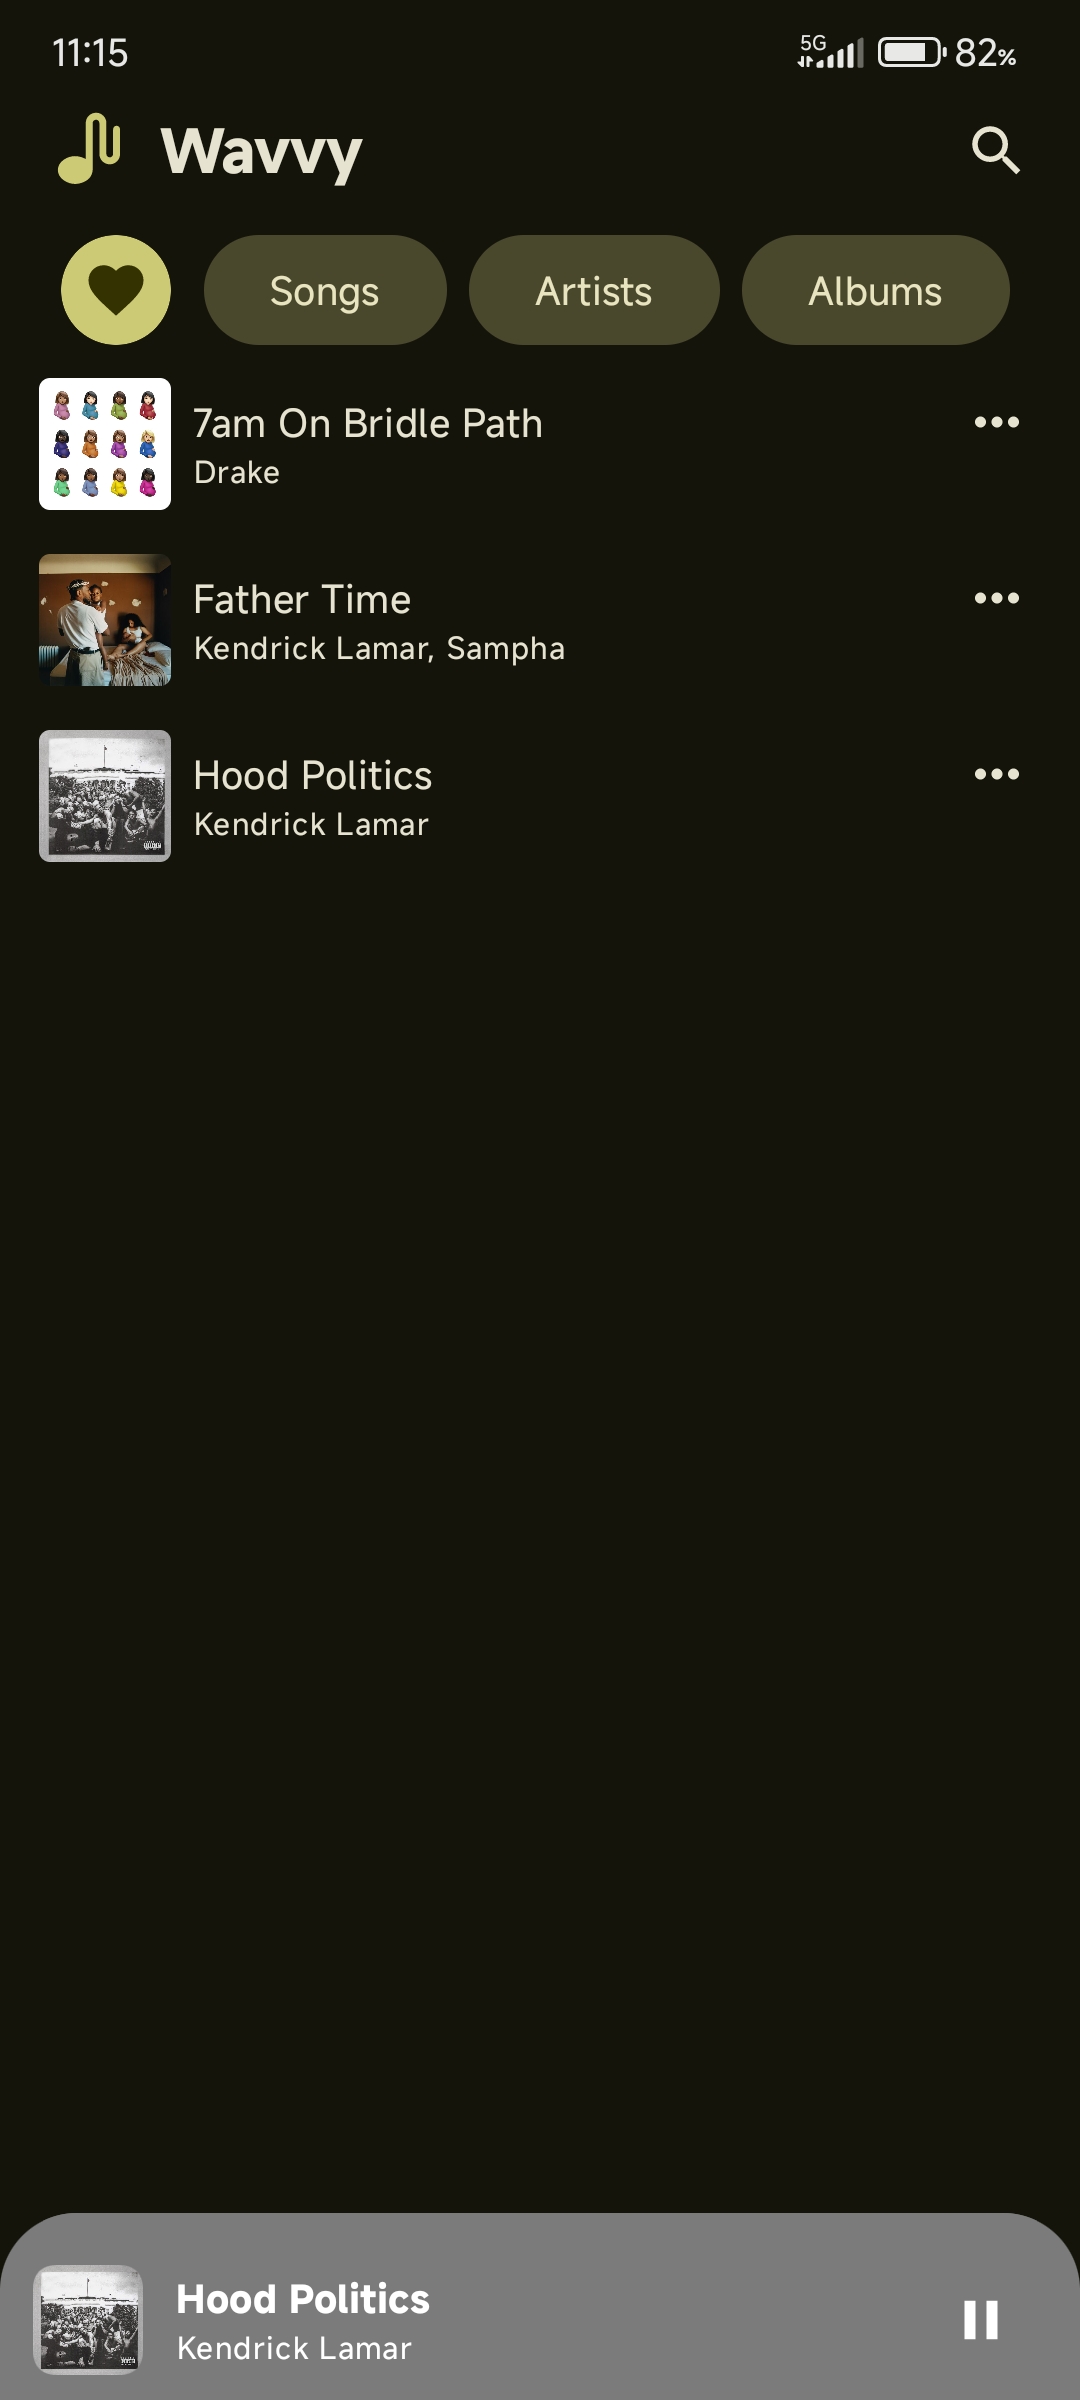 11:15 5G 82%
Wavvy
Songs Artists Albums
7am On Bridle Path
Drake
Father Time
Kendrick Lamar, Sampha
Hood Politics
Kendrick Lamar
Hood Politics
Kendrick Lamar